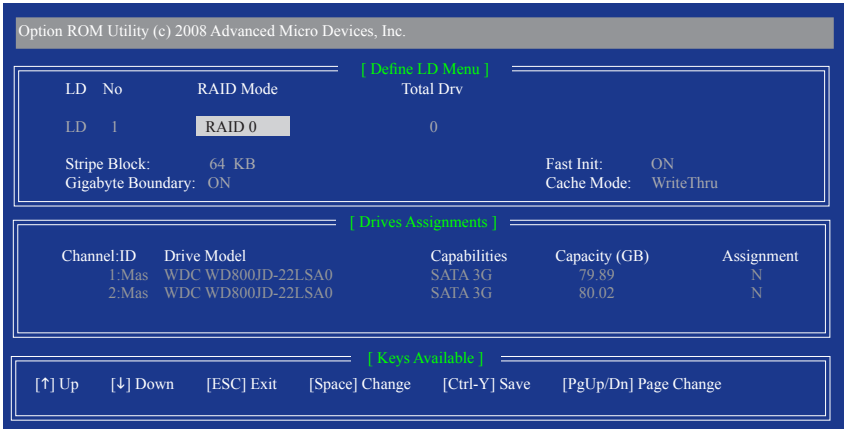 Option ROM Utility (c) 2008 Advanced Micro Devices, Inc.
[ Define LD Menu ]
LD No RAID Mode Total Drv
LD 1 RAID 0 0
Stripe Block: 64 KB Fast Init: ON
Gigabyte Boundary: ON Cache Mode: WriteThru
[ Drives Assignments ]
Channel:ID Drive Model Capabilities Capacity (GB) Assignment
1:Mas WDC WD800JD-22LSA0 SATA 3G 79.89 N
2:Mas WDC WD800JD-22LSA0 SATA 3G 80.02 N
[ Keys Available ]
[↑] Up [↓] Down [ESC] Exit [Space] Change [Ctrl-Y] Save [PgUp/Dn] Page Change